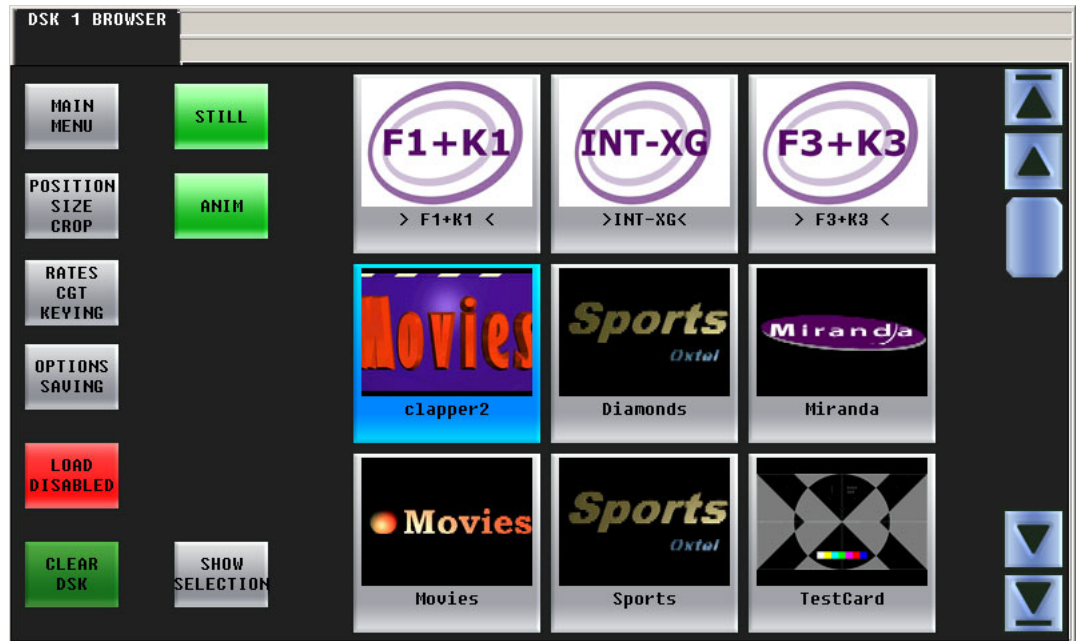 DSK 1 BROWSER
MAIN
MENU
STILL
POSITION
SIZE
CROP
ANIM
RATES
CGT
KEYING
OPTIONS
SAVING
LOAD
DISABLED
CLEAR
DSK
SHOW
SELECTION
F1+K1
> F1+K1 <
INT-XG
>INT-XG<
F3+K3
> F3+K3 <
Movies
clapper2
Sports
Oxtel
Diamonds
Miranda
Miranda
Movies
Movies
Sports
Oxtel
Sports
TestCard